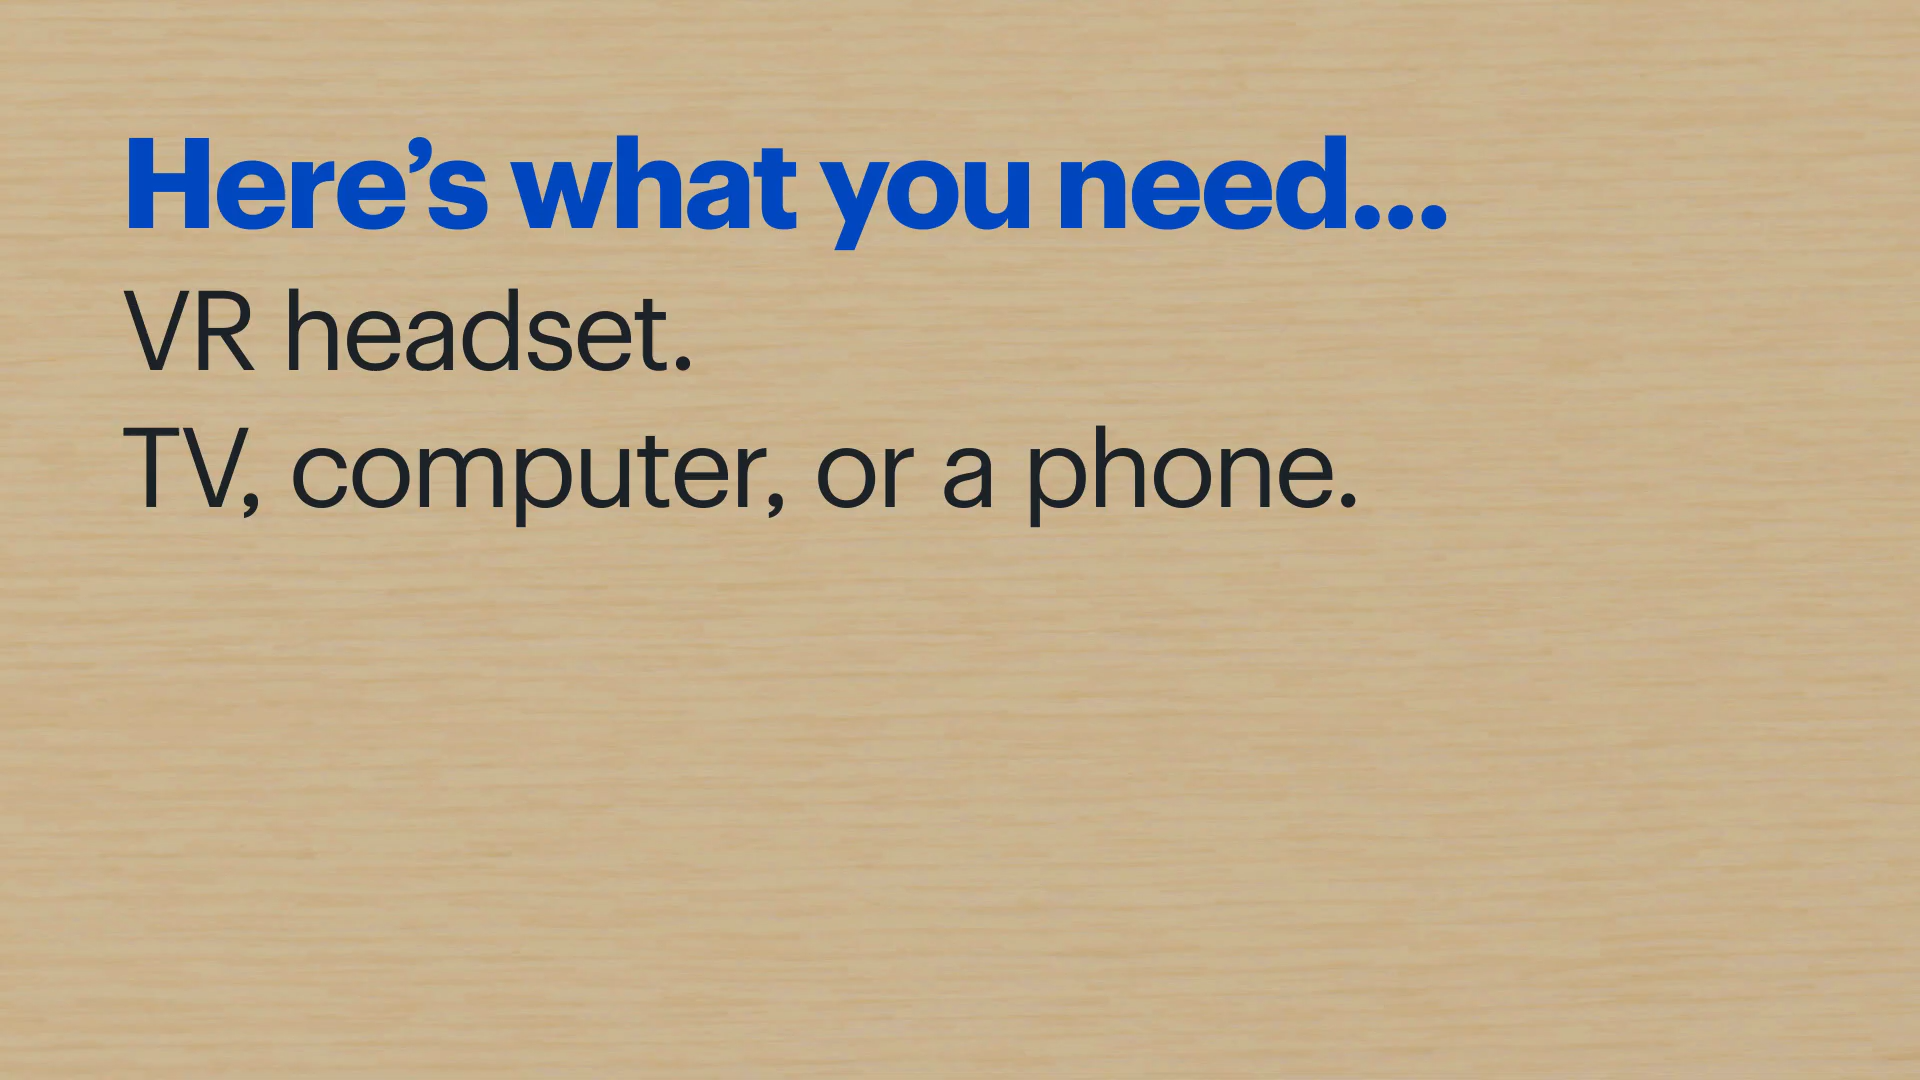 Here’s what you need...
VR headset.
TV, computer, or a phone.